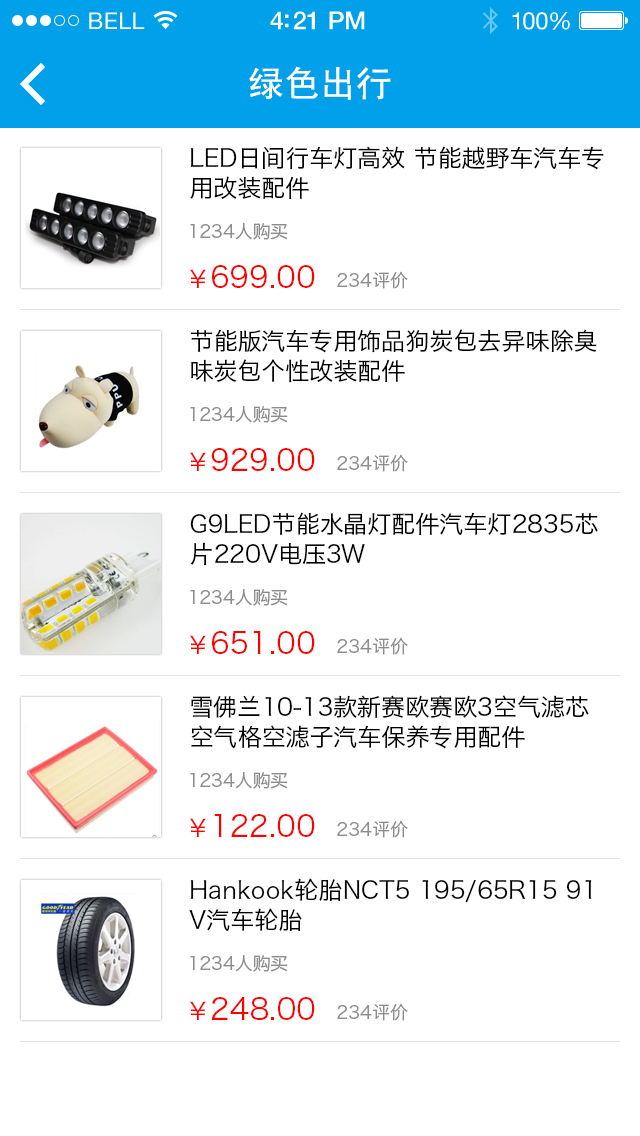 BELL
4:21 PM
100%
绿色出行
LED日间行车灯高效 节能越野车汽车专
用改装配件
1234人购买
￥699.00 234评价
节能版汽车专用饰品狗炭包去异味除臭
味炭包个性改装配件
1234人购买
￥929.00 234评价
G9LED节能水晶灯配件汽车灯2835芯
片220V电压3W
1234人购买
￥651.00 234评价
雪佛兰10-13款新赛欧赛欧3空气滤芯
空气格空滤子汽车保养专用配件
1234人购买
￥122.00 234评价
GOODYEAR
Hankook轮胎NCT5 195/65R15 91
V汽车轮胎
1234人购买
￥248.00 234评价